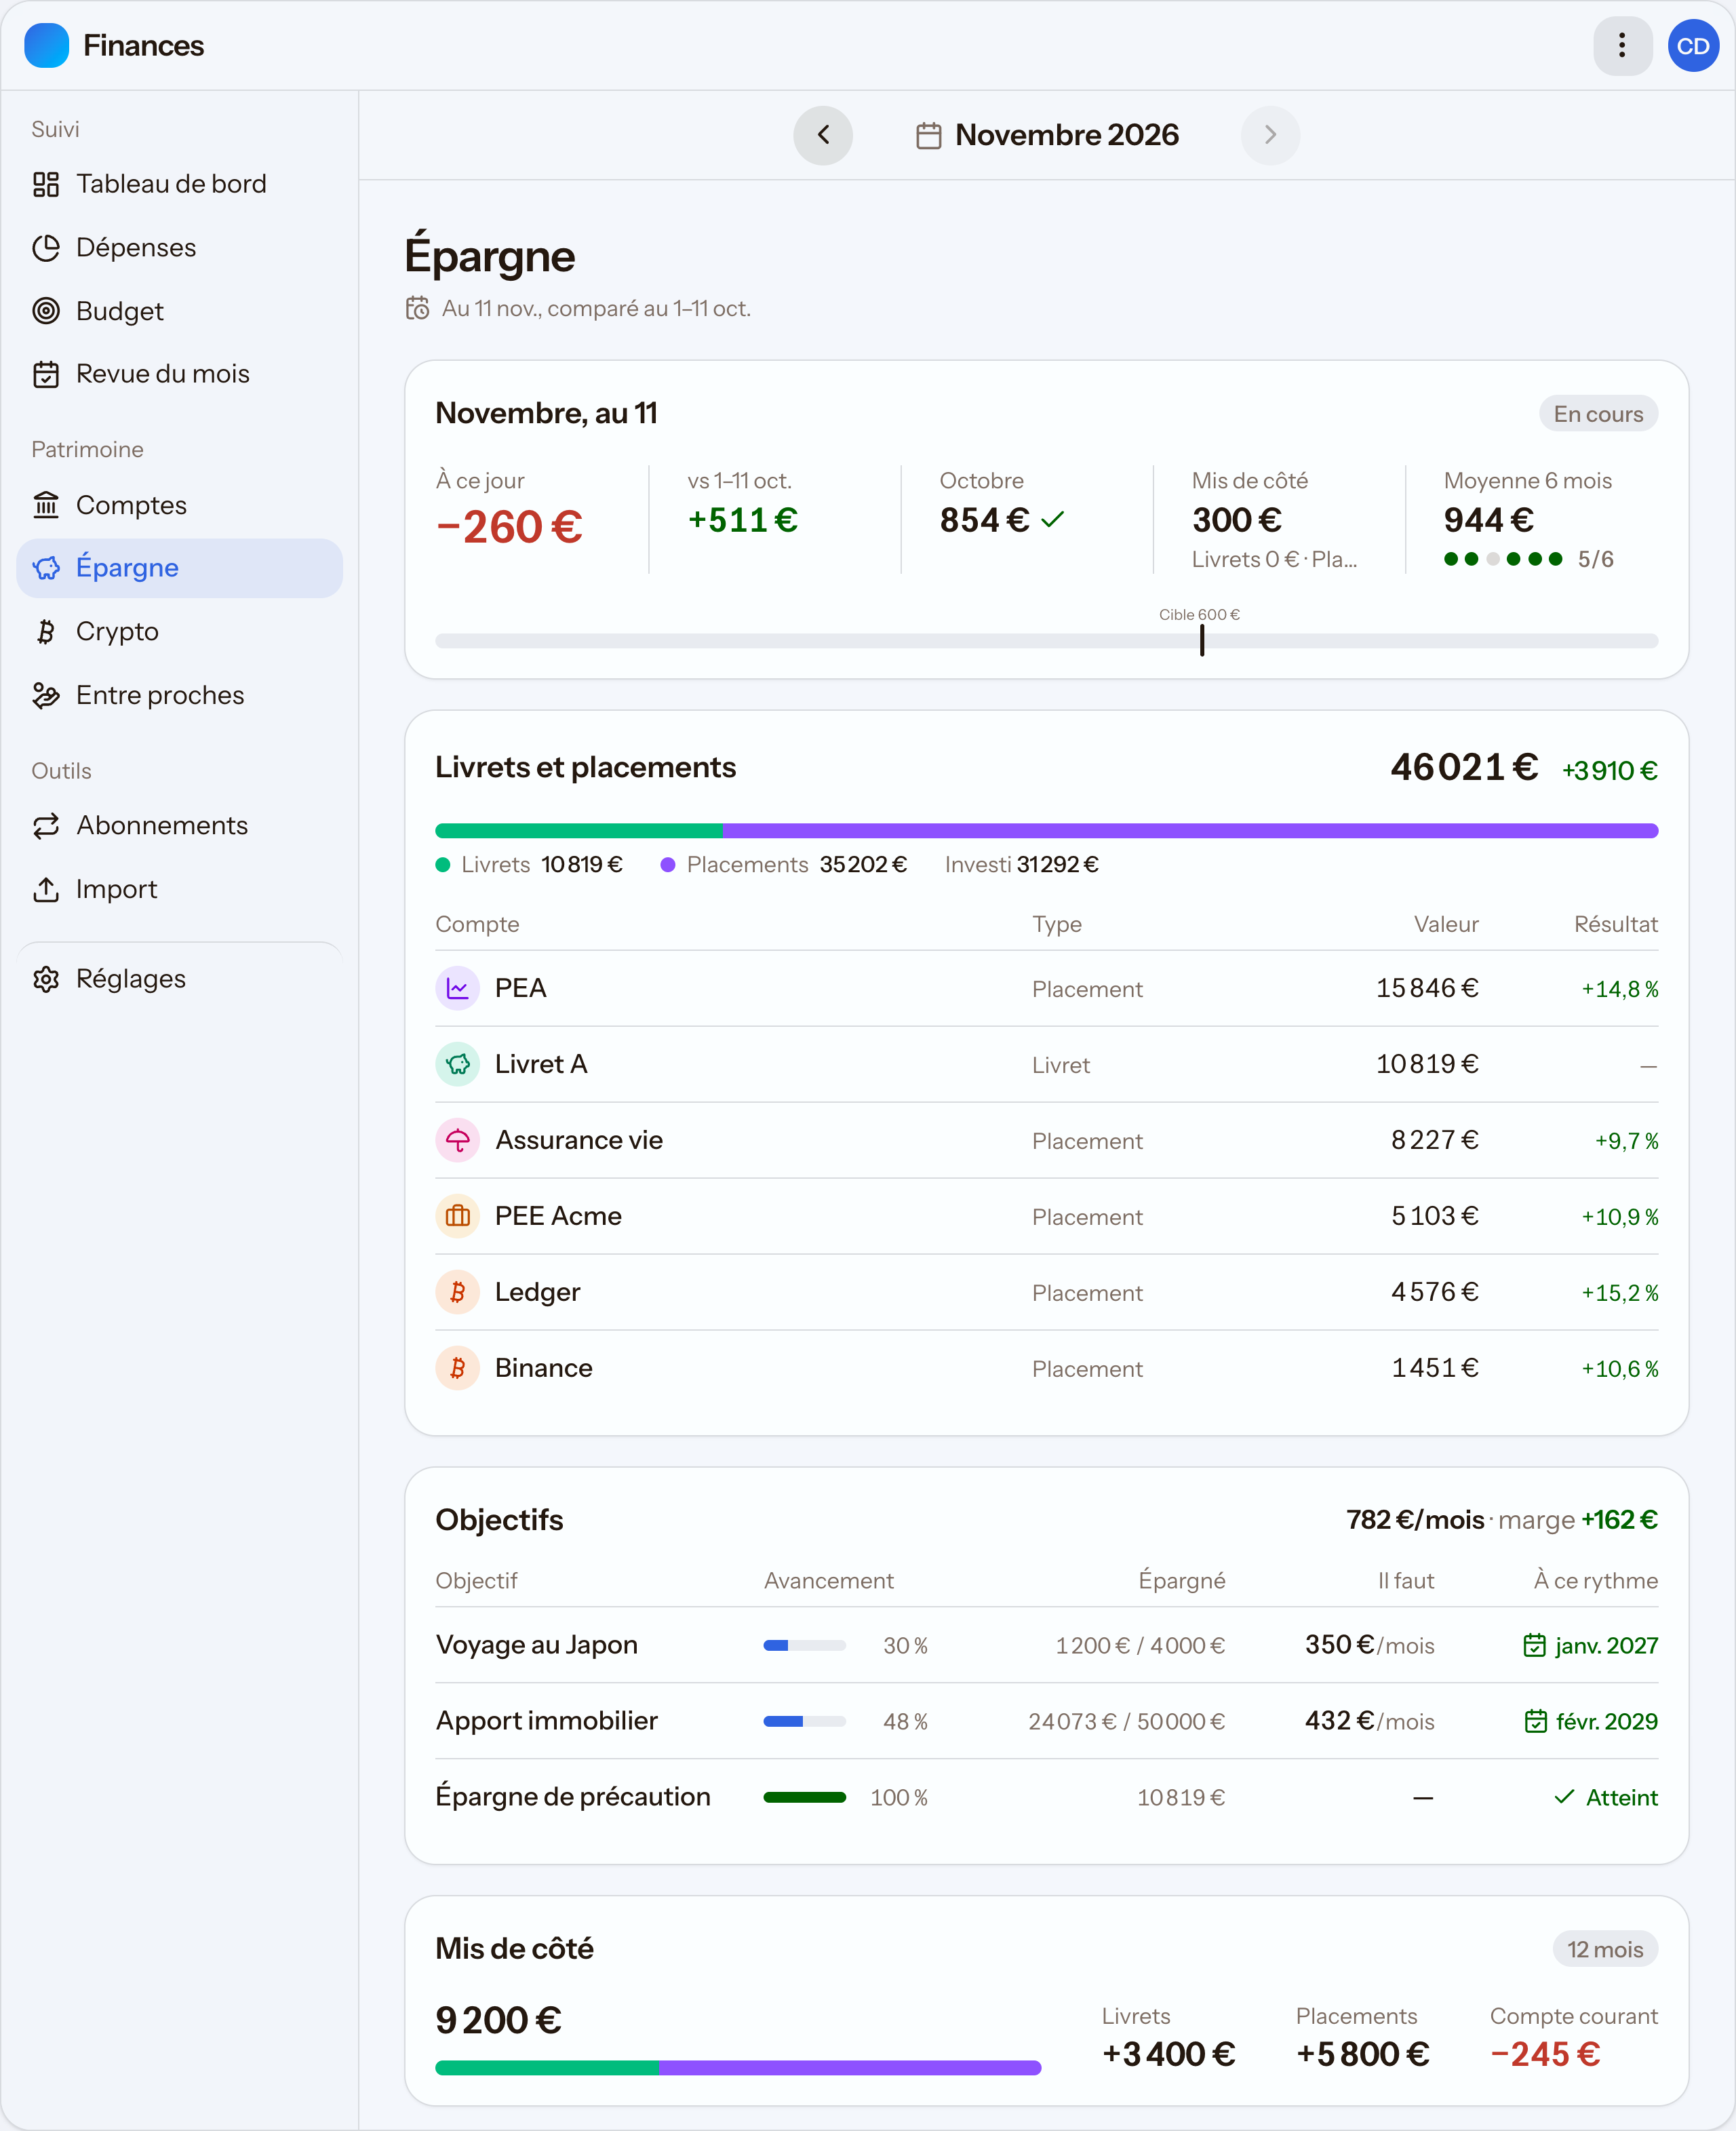 Finances
CD
Suivi
Tableau de bord
Dépenses
Budget
Revue du mois
Patrimoine
Comptes
Épargne
Crypto
Entre proches
Outils
Abonnements
Import
Réglages
Novembre 2026
Épargne
Au 11 nov., comparé au 1–11 oct.
Novembre, au 11
En cours
À ce jour
−260 €
vs 1–11 oct.
+511 €
Octobre
854 €
Mis de côté
300 €
Livrets 0 € · Pla…
Moyenne 6 mois
944 €
5/6
Cible 600 €
Livrets et placements
46 021 € +3 910 €
Livrets 10 819 € Placements 35 202 € Investi 31 292 €
Compte Type Valeur Résultat
PEA Placement 15 846 € +14,8 %
Livret A Livret 10 819 € —
Assurance vie Placement 8 227 € +9,7 %
PEE Acme Placement 5 103 € +10,9 %
Ledger Placement 4 576 € +15,2 %
Binance Placement 1 451 € +10,6 %
Objectifs
782 €/mois · marge +162 €
Objectif Avancement Épargné Il faut À ce rythme
Voyage au Japon 30 % 1 200 € / 4 000 € 350 €/mois janv. 2027
Apport immobilier 48 % 24 073 € / 50 000 € 432 €/mois févr. 2029
Épargne de précaution 100 % 10 819 € — Atteint
Mis de côté
12 mois
9 200 €
Livrets
+3 400 €
Placements
+5 800 €
Compte courant
−245 €